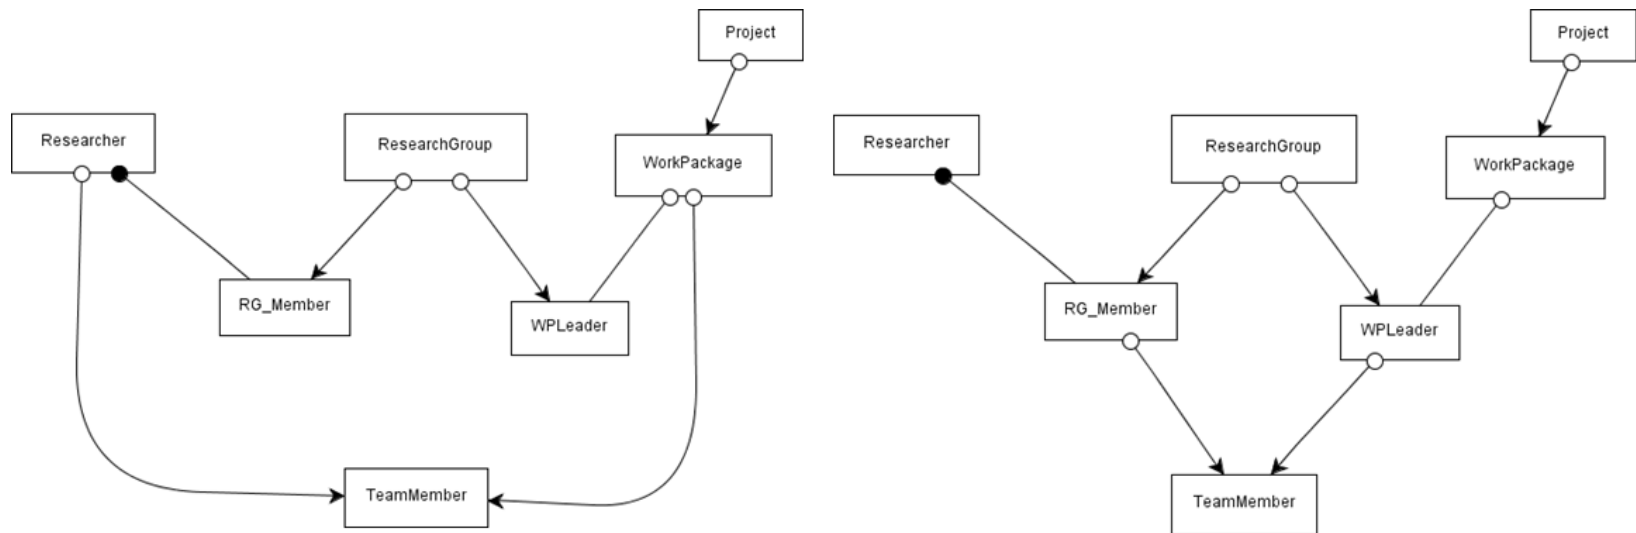 Project
Researcher
ResearchGroup
WorkPackage
RG_Member
WPLeader
TeamMember
Project
Researcher
ResearchGroup
WorkPackage
RG_Member
WPLeader
TeamMember